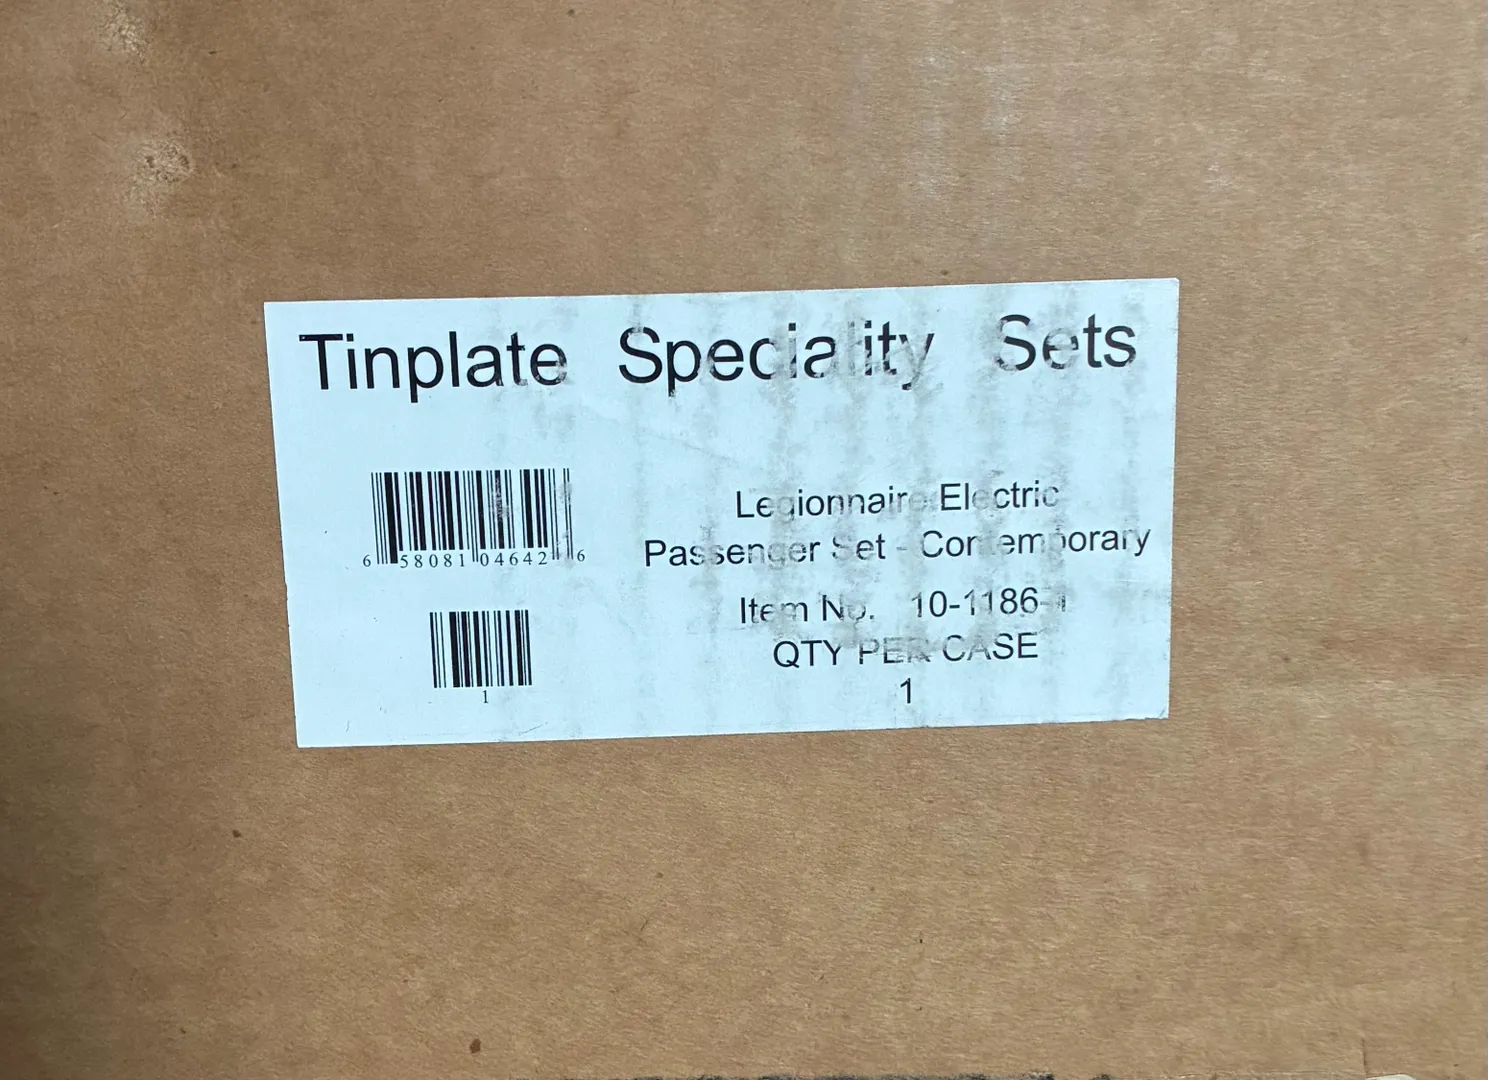 Tinplate Speciality Sets
6 58081 04642 6
Legionnaire Electric
Passenger Set - Contemporary
Item No. 10-1186-1
QTY PER CASE
1
1